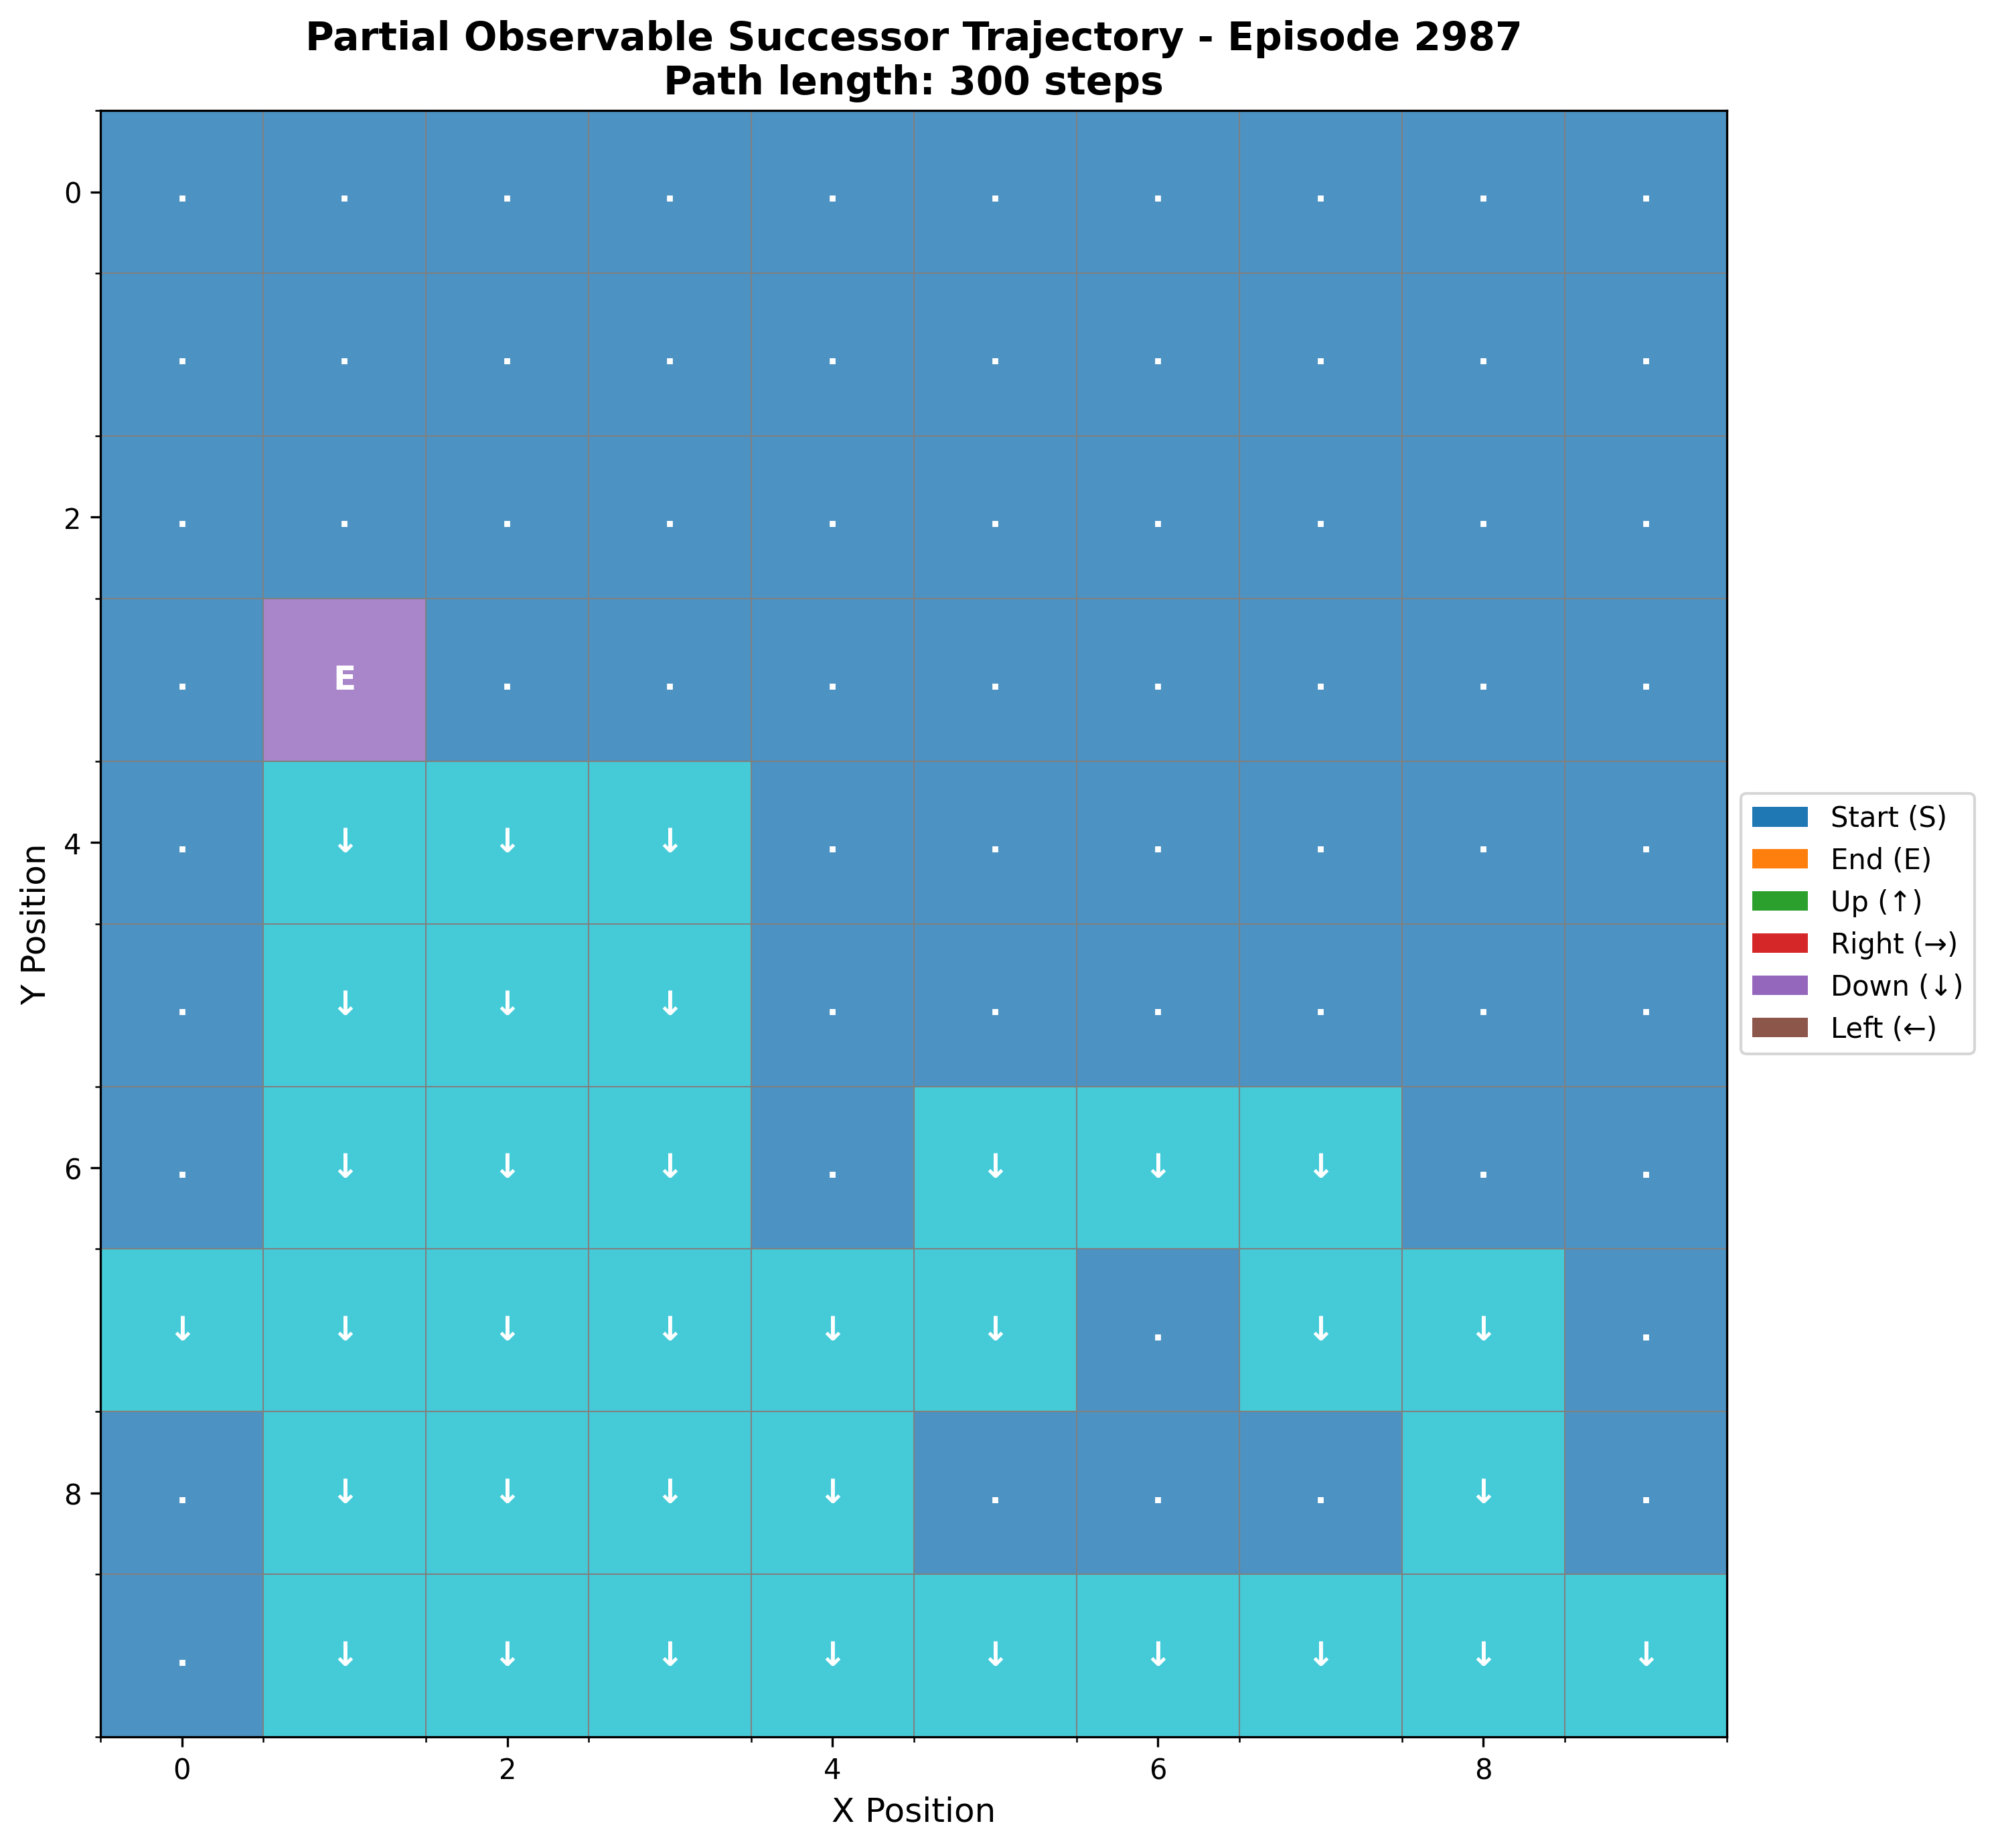 Partial Observable Successor Trajectory - Episode 2987
Path length: 300 steps
0 . . . . . . . . . .
. . . . . . . . . .
2 . . . . . . . . . .
. E . . . . . . . .
4 . ↓ ↓ ↓ . . . . . .
. ↓ ↓ ↓ . . . . . .
6 . ↓ ↓ ↓ . ↓ ↓ ↓ . .
↓ ↓ ↓ ↓ ↓ ↓ . ↓ ↓ .
8 . ↓ ↓ ↓ ↓ . . . ↓ .
. ↓ ↓ ↓ ↓ ↓ ↓ ↓ ↓ ↓
0 2 4 6 8
X Position
Y Position
Start (S)
End (E)
Up (↑)
Right (→)
Down (↓)
Left (←)